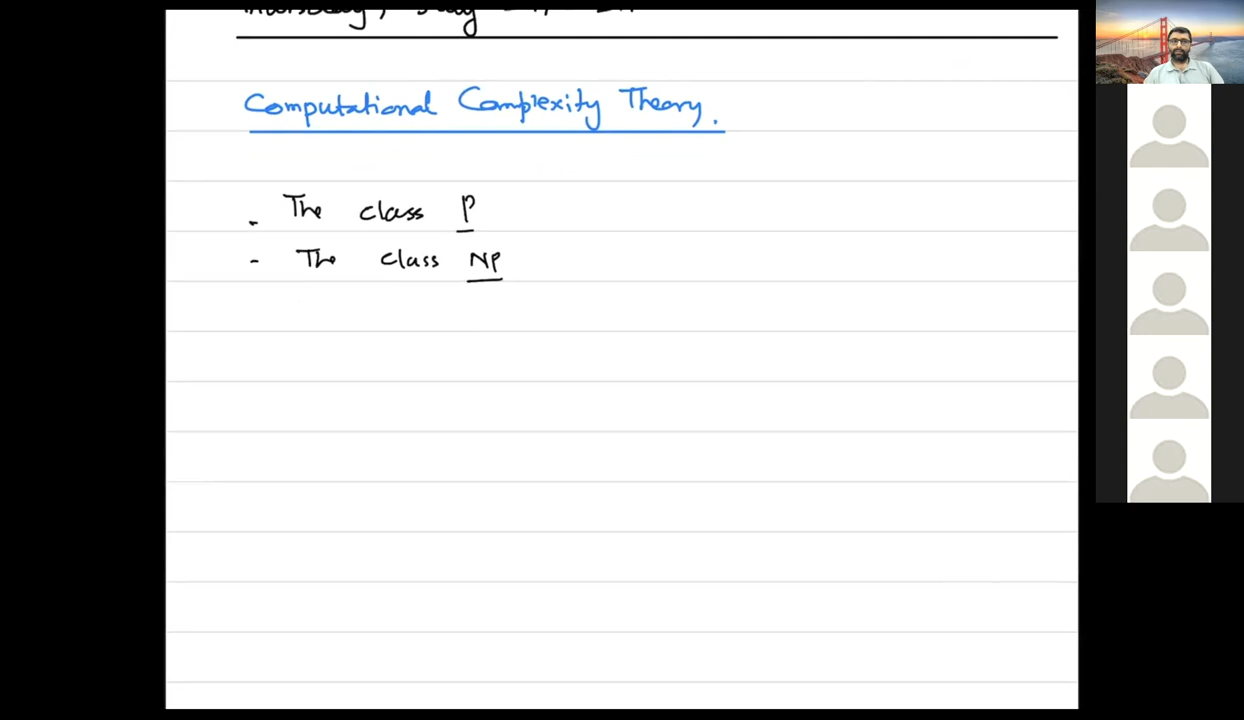 Computational Complexity Theory.
- The class P
- The class NP